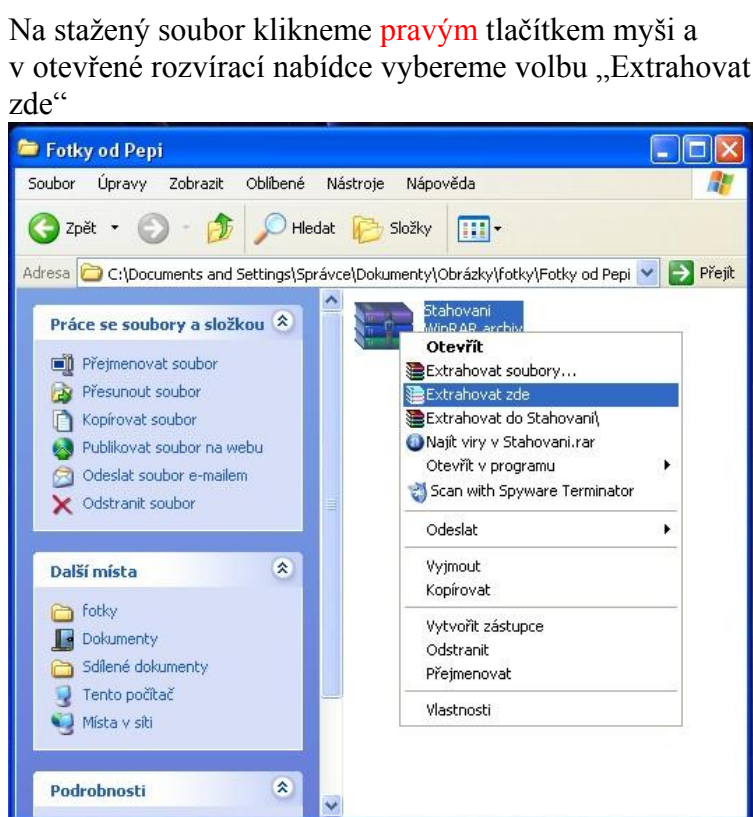 Na stažený soubor klikneme pravým tlačítkem myši a
v otevřené rozvírací nabídce vybereme volbu „Extrahovat
zde“
Fotky od Pepi
Soubor Úpravy Zobrazit Oblíbené Nástroje Nápověda
Zpět Hledat Složky
Adresa C:\Documents and Settings\Správce\Dokumenty\Obrázky\fotky\Fotky od Pepi Přejít
Práce se soubory a složkou
Přejmenovat soubor
Přesunout soubor
Kopírovat soubor
Publikovat soubor na webu
Odeslat soubor e-mailem
Odstranit soubor
Další místa
fotky
Dokumenty
Sdílené dokumenty
Tento počítač
Místa v síti
Podrobnosti
Stahovani
WinRAR archiv
Otevřít
Extrahovat soubory...
Extrahovat zde
Extrahovat do Stahovani\
Najít viry v Stahovani.rar
Otevřít v programu
Scan with Spyware Terminator
Odeslat
Vyjmout
Kopírovat
Vytvořit zástupce
Odstranit
Přejmenovat
Vlastnosti